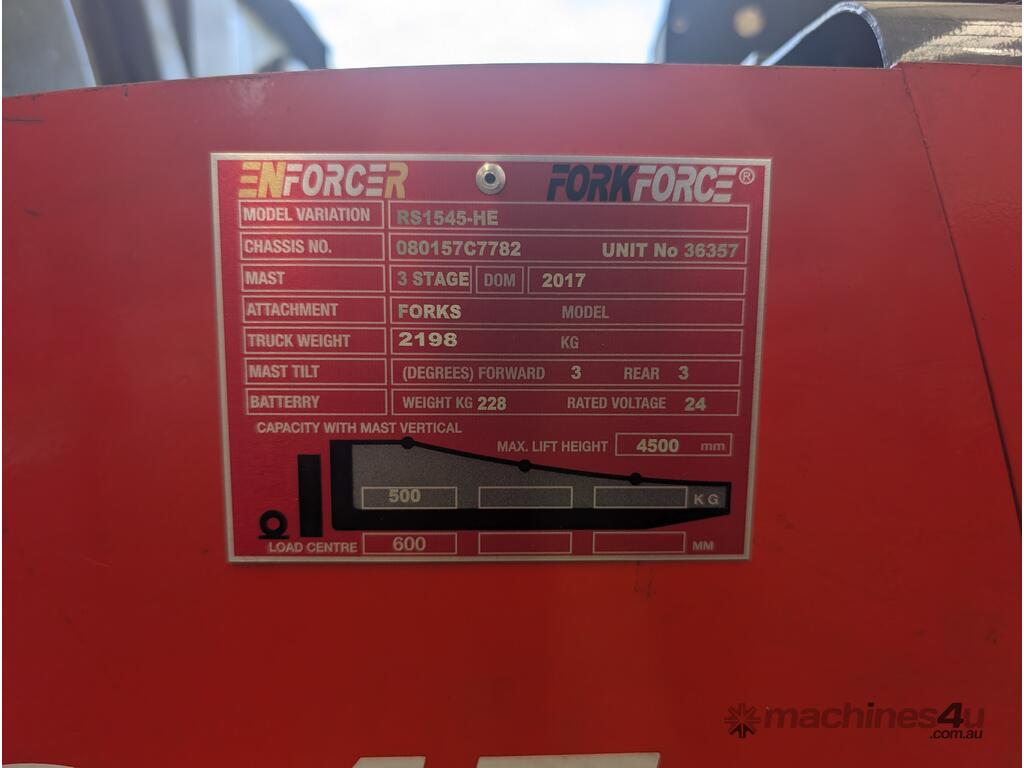 ENFORCER FORKFORCE®
MODEL VARIATION RS1545-HE
CHASSIS NO. 080157C7782 UNIT No 36357
MAST 3 STAGE DOM 2017
ATTACHMENT FORKS MODEL
TRUCK WEIGHT 2198 KG
MAST TILT (DEGREES) FORWARD 3 REAR 3
BATTERRY WEIGHT KG 228 RATED VOLTAGE 24
CAPACITY WITH MAST VERTICAL
MAX. LIFT HEIGHT 4500 mm
500 KG
LOAD CENTRE 600 MM
machines4u
.com.au